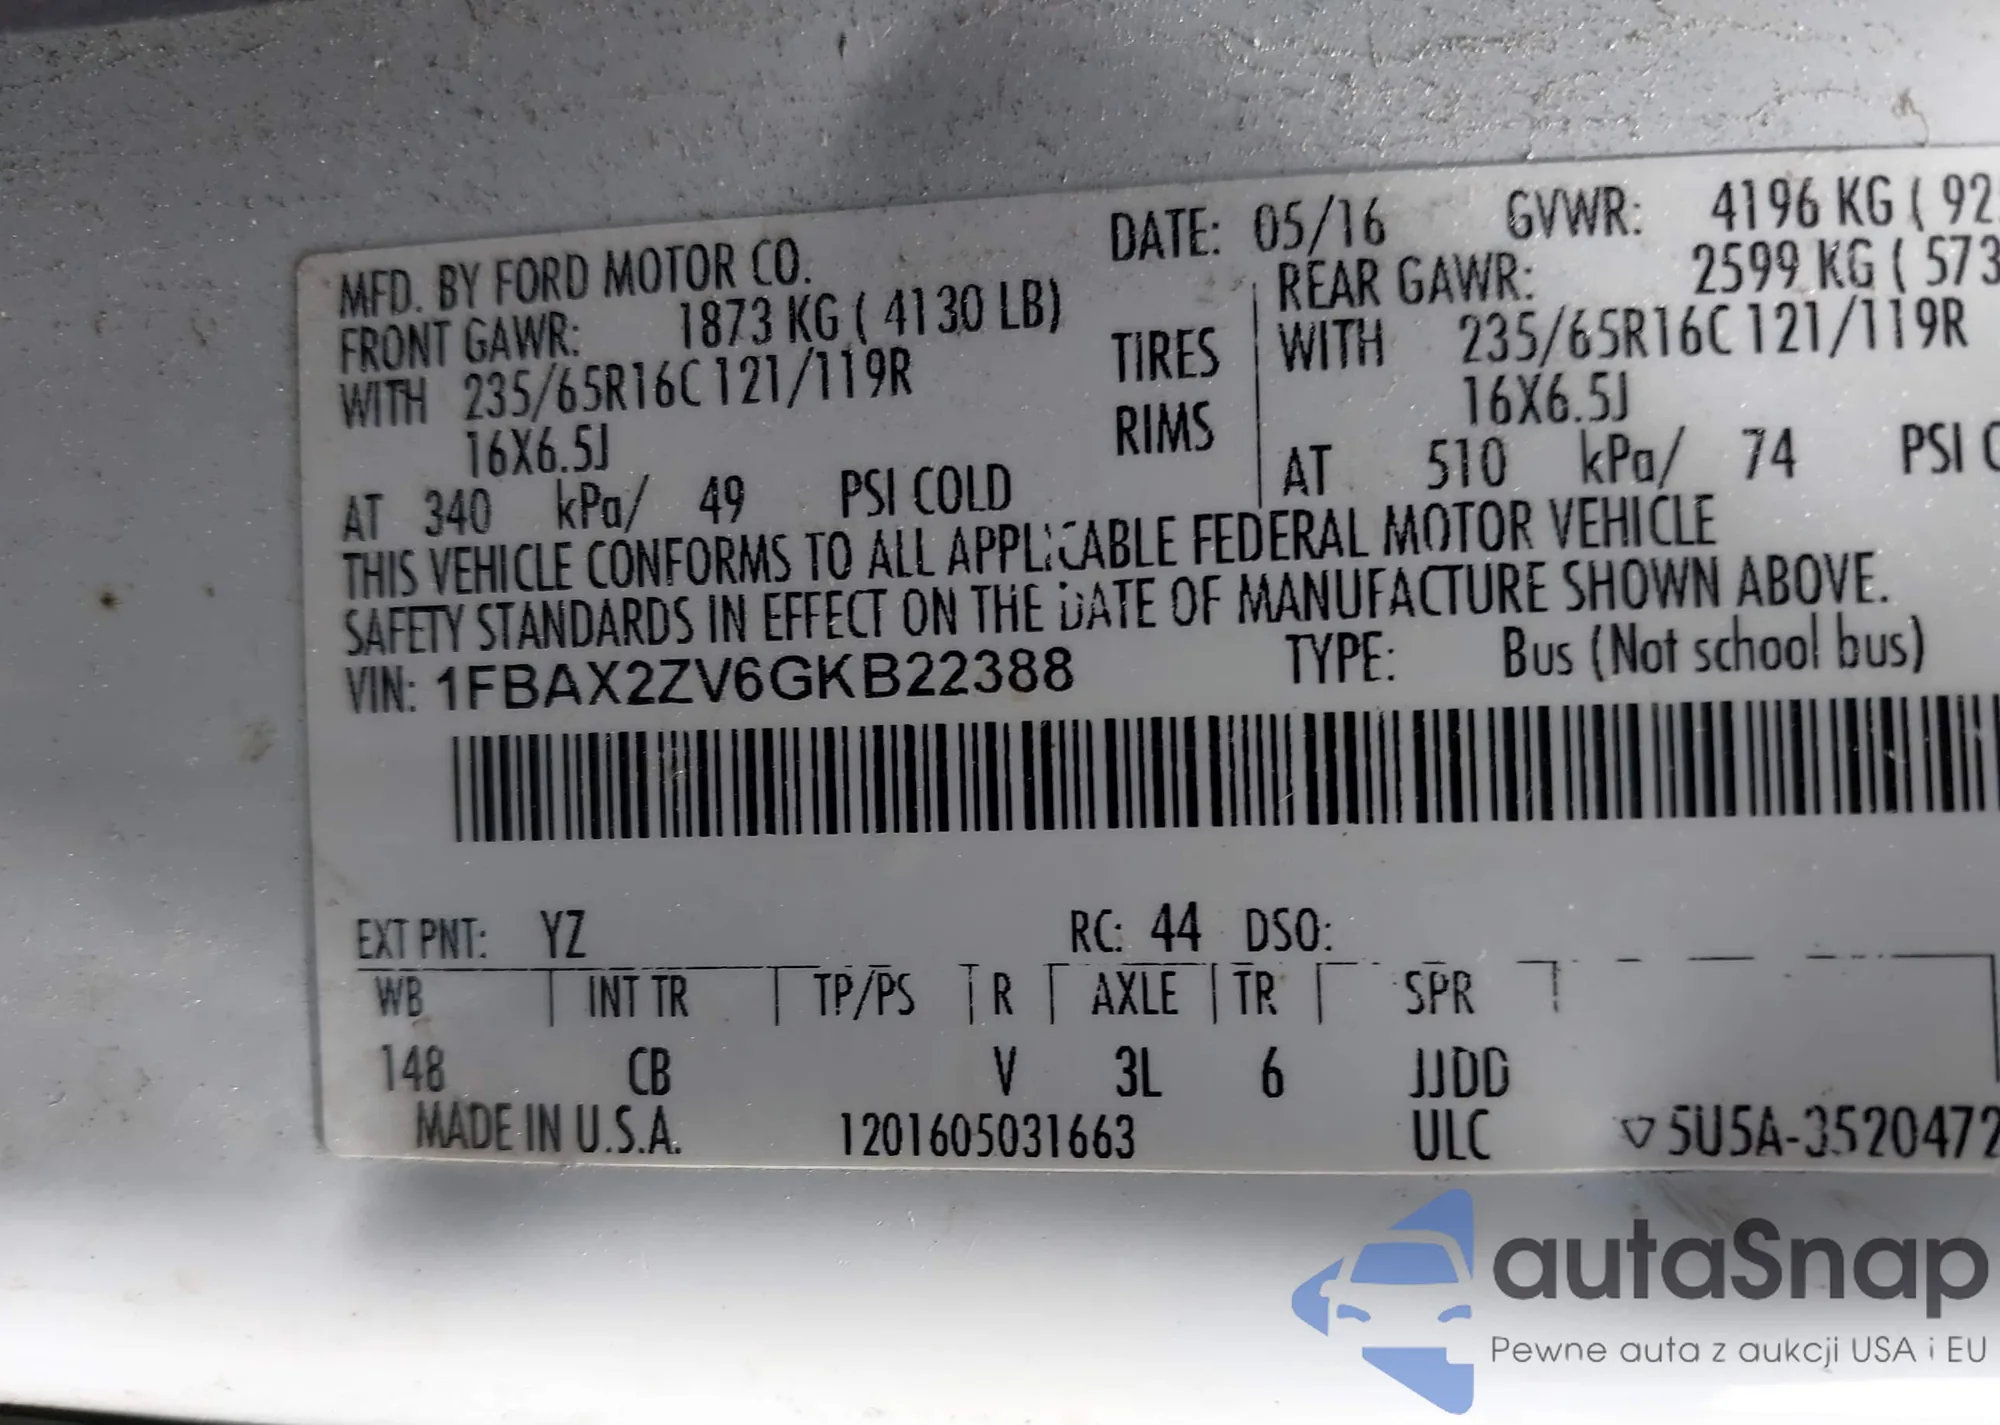 MFD. BY FORD MOTOR CO. DATE: 05/16 GVWR: 4196 KG ( 92
FRONT GAWR: 1873 KG ( 4130 LB) REAR GAWR: 2599 KG ( 573
WITH 235/65R16C 121/119R TIRES WITH 235/65R16C 121/119R
16X6.5J RIMS 16X6.5J
AT 340 kPa/ 49 PSI COLD AT 510 kPa/ 74 PSI C
THIS VEHICLE CONFORMS TO ALL APPLICABLE FEDERAL MOTOR VEHICLE
SAFETY STANDARDS IN EFFECT ON THE DATE OF MANUFACTURE SHOWN ABOVE.
VIN: 1FBAX2ZV6GKB22388 TYPE: Bus (Not school bus)
EXT PNT: YZ RC: 44 DSO:
WB INT TR TP/PS R AXLE TR SPR
148 CB V 3L 6 JJDD
MADE IN U.S.A. 1201605031663 ULC ▽5U5A-3520472
autaSnap
Pewne auta z aukcji USA i EU